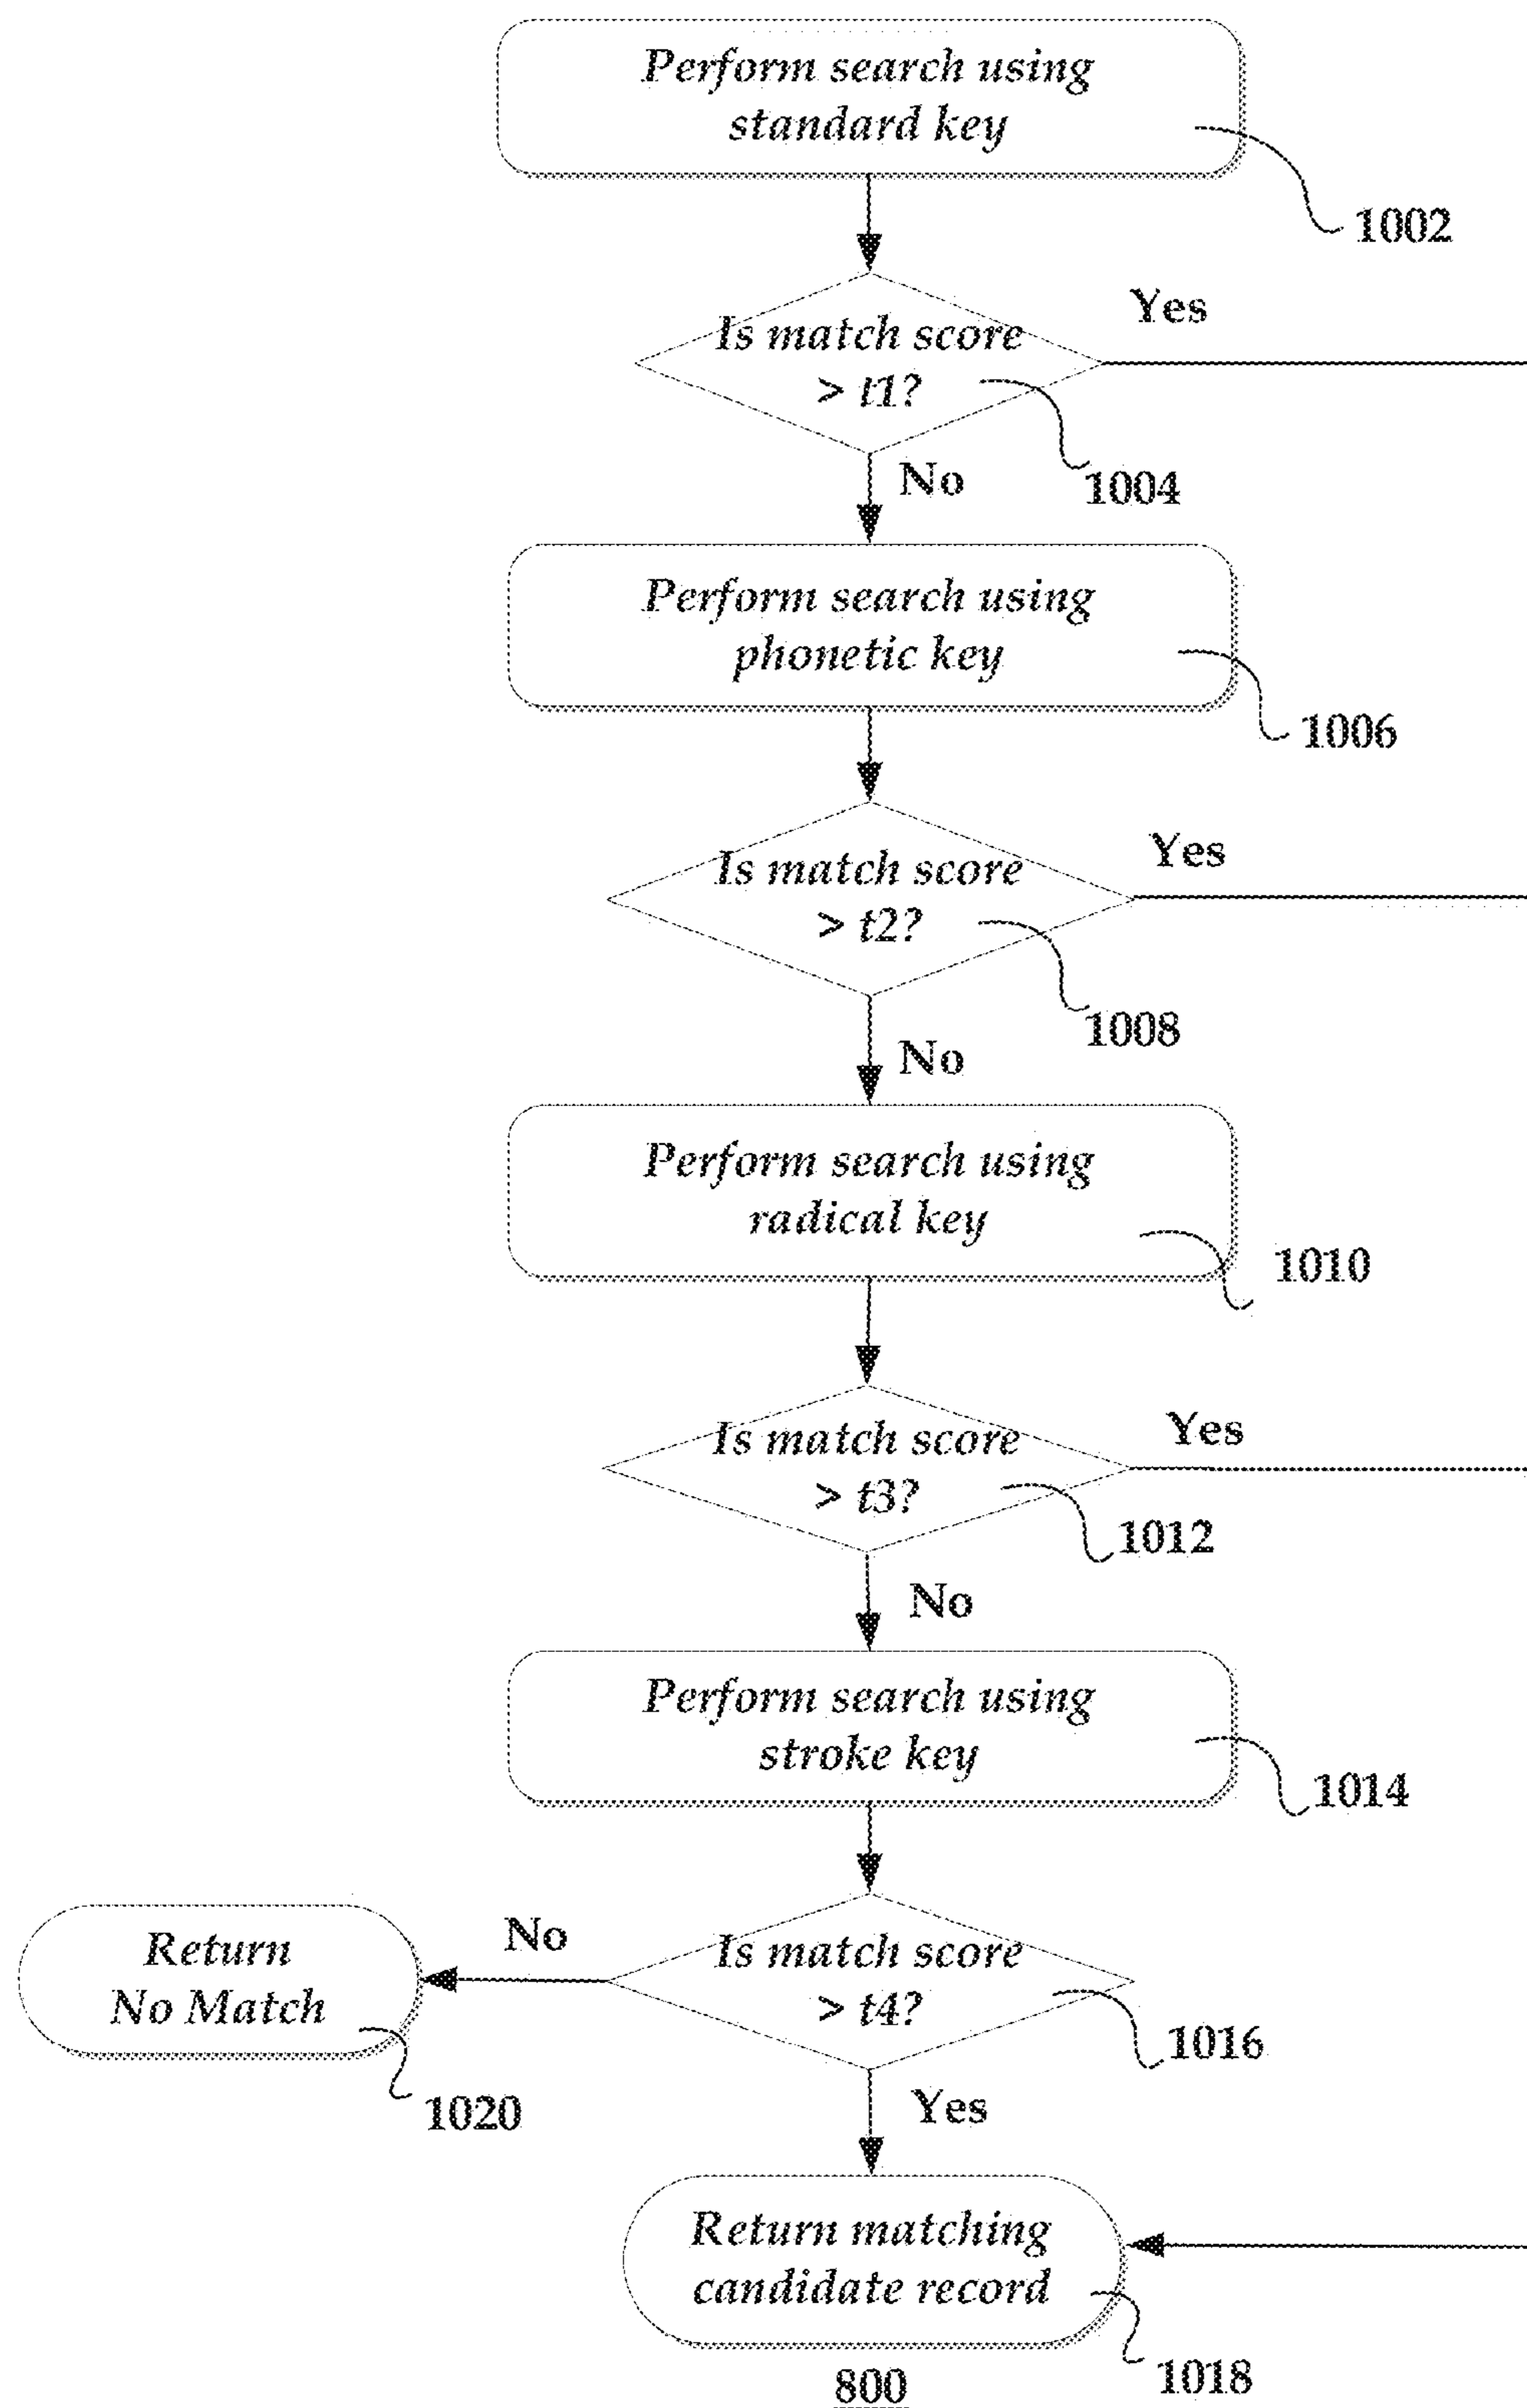 Perform search using
standard key
1002
Yes
Is match score
> t1?
1004
No
Perform search using
phonetic key
1006
Yes
Is match score
> t2?
1008
No
Perform search using
radical key
1010
Yes
Is match score
> t3?
1012
No
Perform search using
stroke key
1014
Return
No Match
No
Is match score
> t4?
1016
1020
Yes
Return matching
candidate record
1018
800